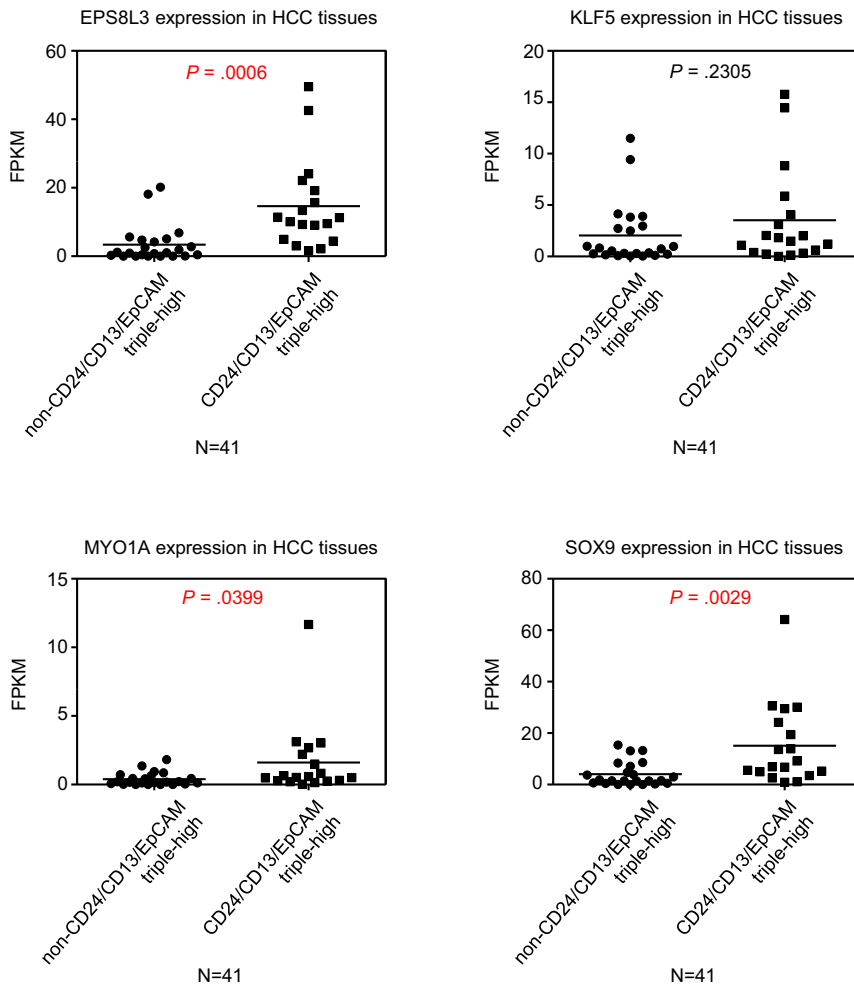 EPS8L3 expression in HCC tissues
P = .0006
FPKM
60
40
20
0
non-CD24/CD13/EpCAM
triple-high
CD24/CD13/EpCAM
triple-high
N=41
KLF5 expression in HCC tissues
P = .2305
FPKM
20
15
10
5
0
non-CD24/CD13/EpCAM
triple-high
CD24/CD13/EpCAM
triple-high
N=41
MYO1A expression in HCC tissues
P = .0399
FPKM
15
10
5
0
non-CD24/CD13/EpCAM
triple-high
CD24/CD13/EpCAM
triple-high
N=41
SOX9 expression in HCC tissues
P = .0029
FPKM
80
60
40
20
0
non-CD24/CD13/EpCAM
triple-high
CD24/CD13/EpCAM
triple-high
N=41